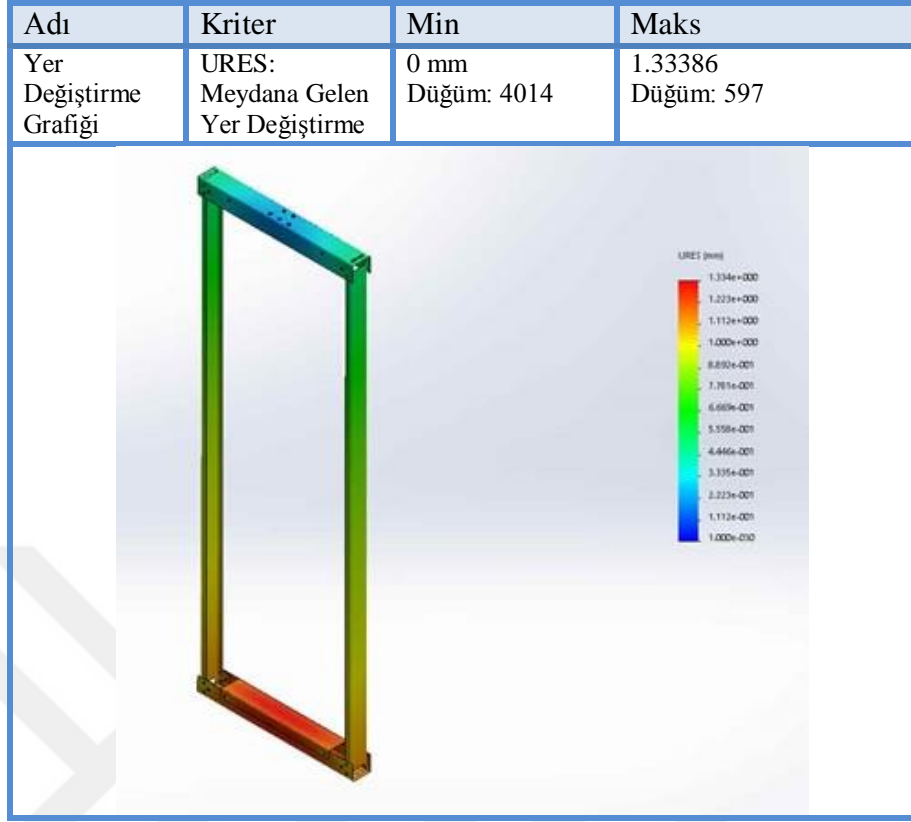 Adı Kriter Min Maks
Yer Değiştirme Grafiği
URES: Meydana Gelen Yer Değiştirme
0 mm Düğüm: 4014
1.33386 Düğüm: 597
URES (mm)
1.334e+000
1.223e+000
1.112e+000
1.000e+000
8.892e-001
7.781e-001
6.669e-001
5.558e-001
4.446e-001
3.335e-001
2.223e-001
1.112e-001
1.000e-030